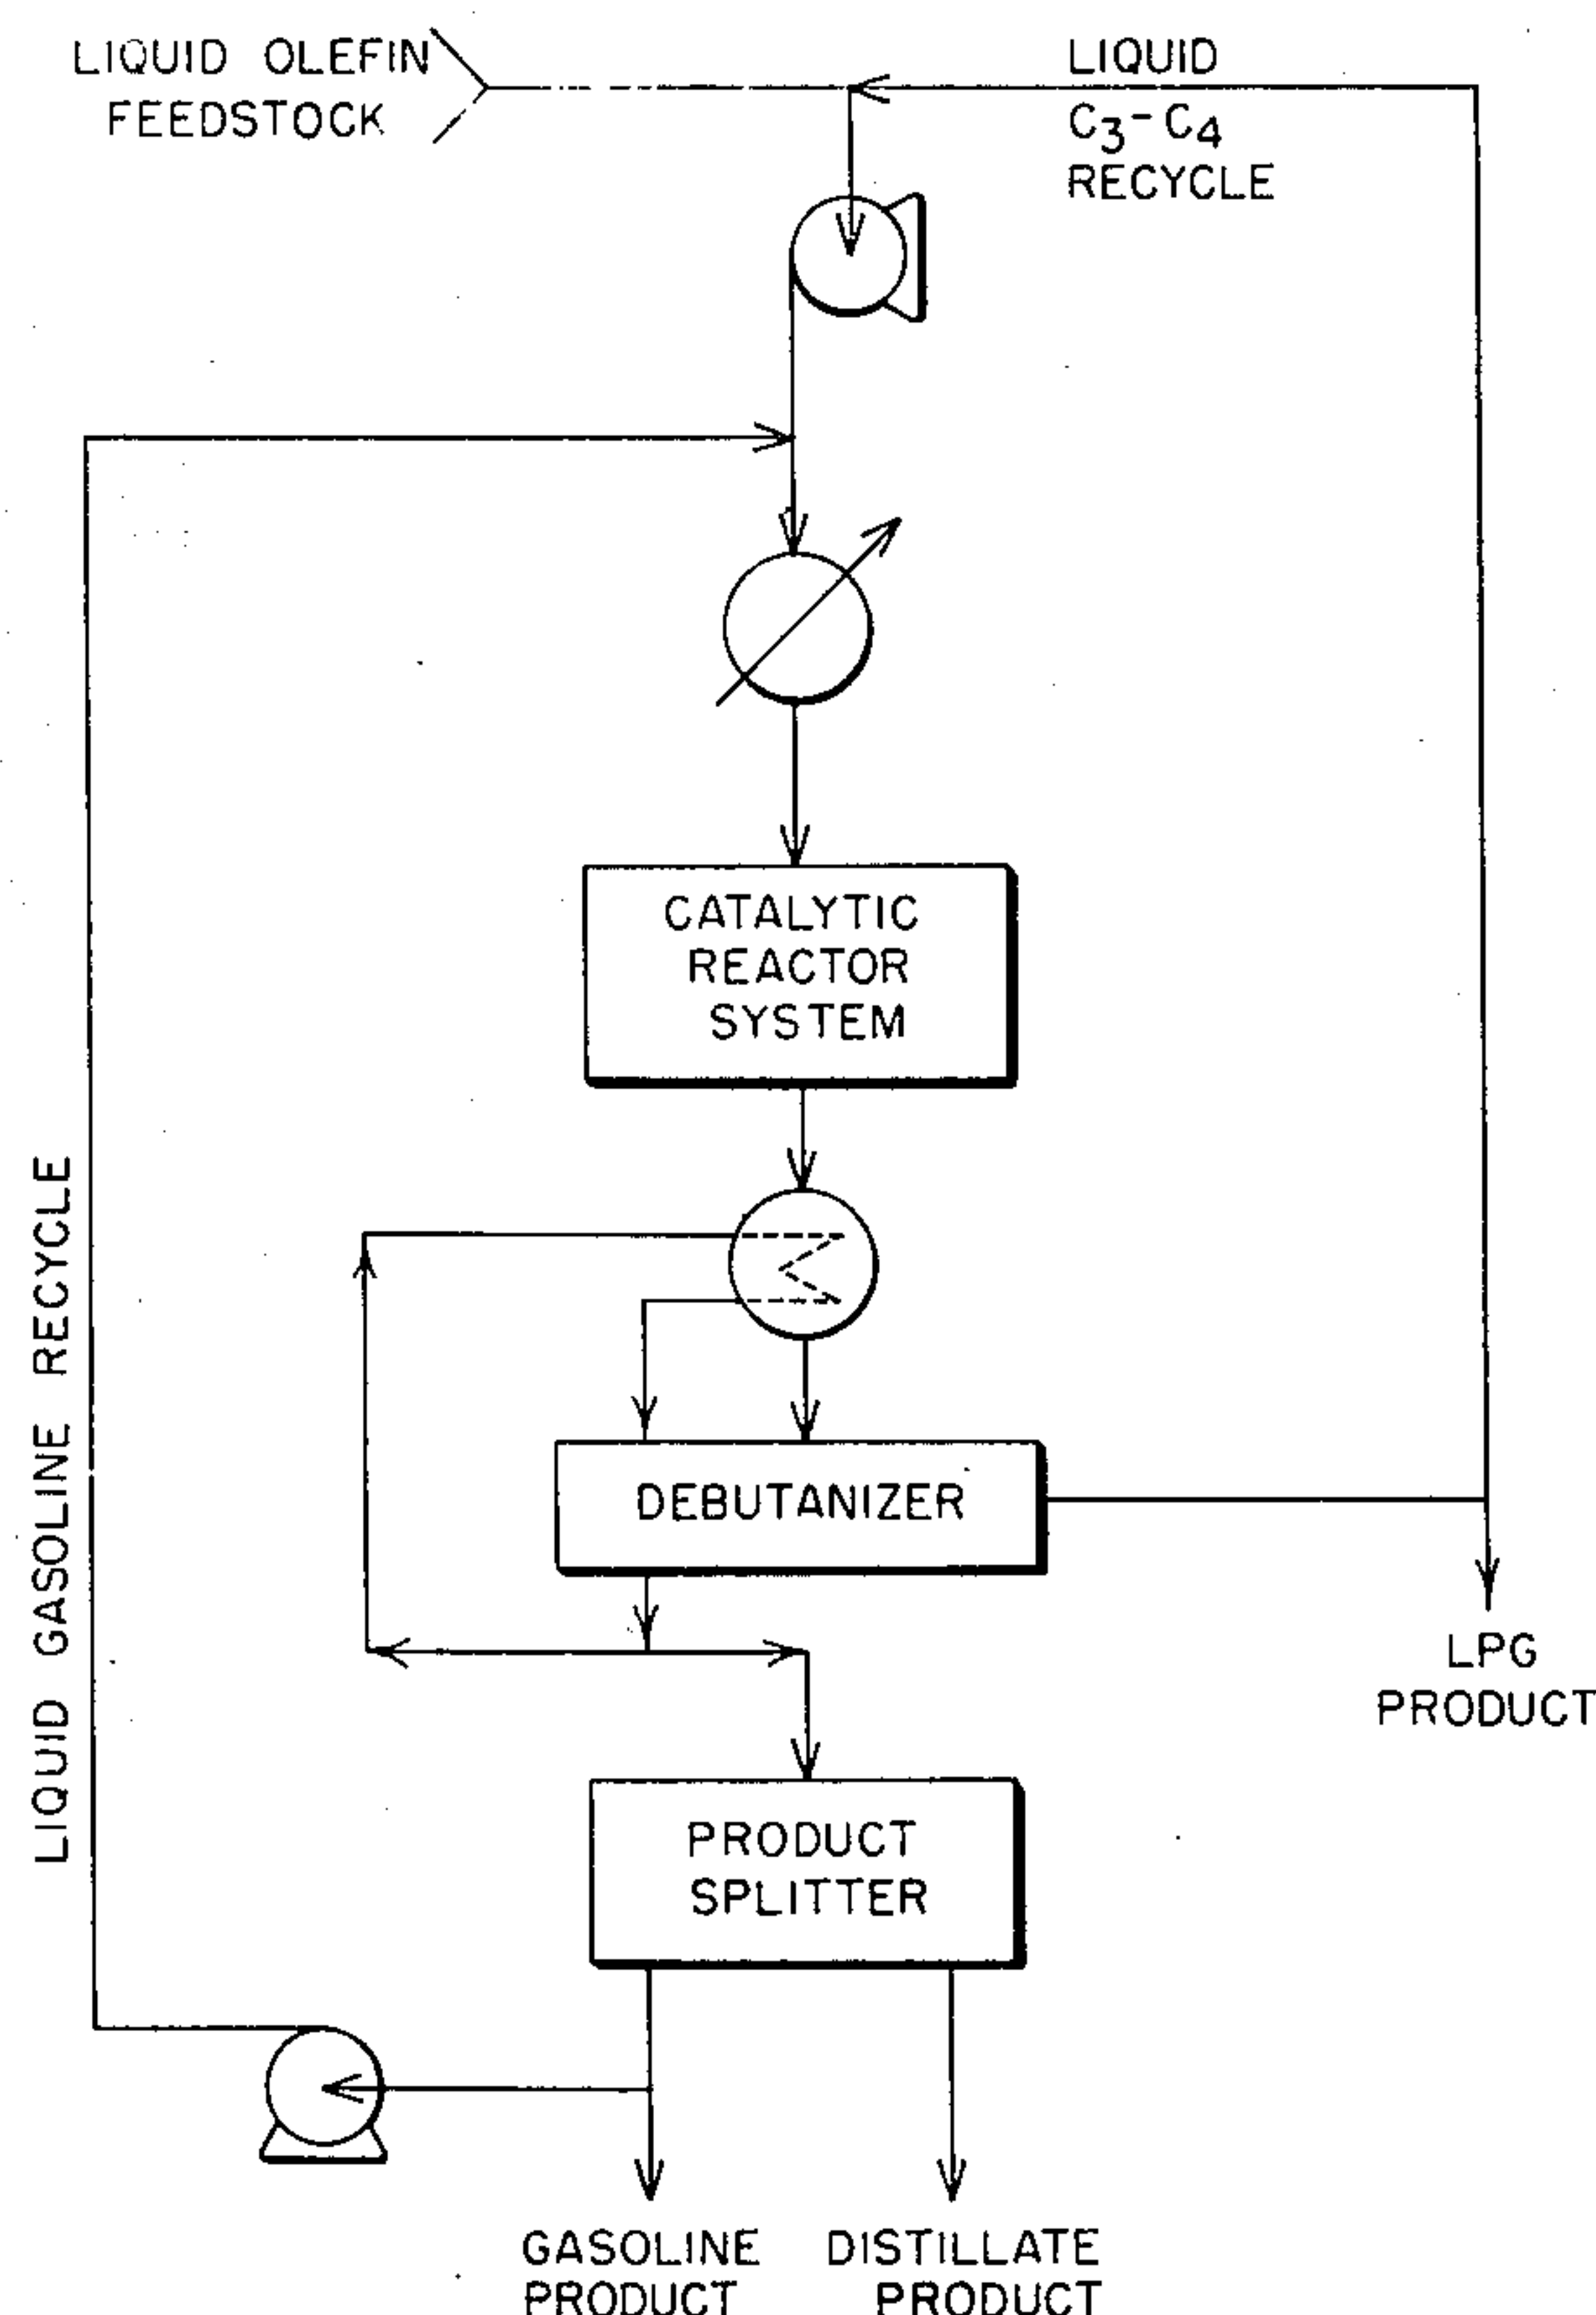 LIQUID OLEFIN
FEEDSTOCK
LIQUID
C₃-C₄
RECYCLE
CATALYTIC
REACTOR
SYSTEM
LIQUID GASOLINE RECYCLE
DEBUTANIZER
LPG
PRODUCT
PRODUCT
SPLITTER
GASOLINE
PRODUCT
DISTILLATE
PRODUCT